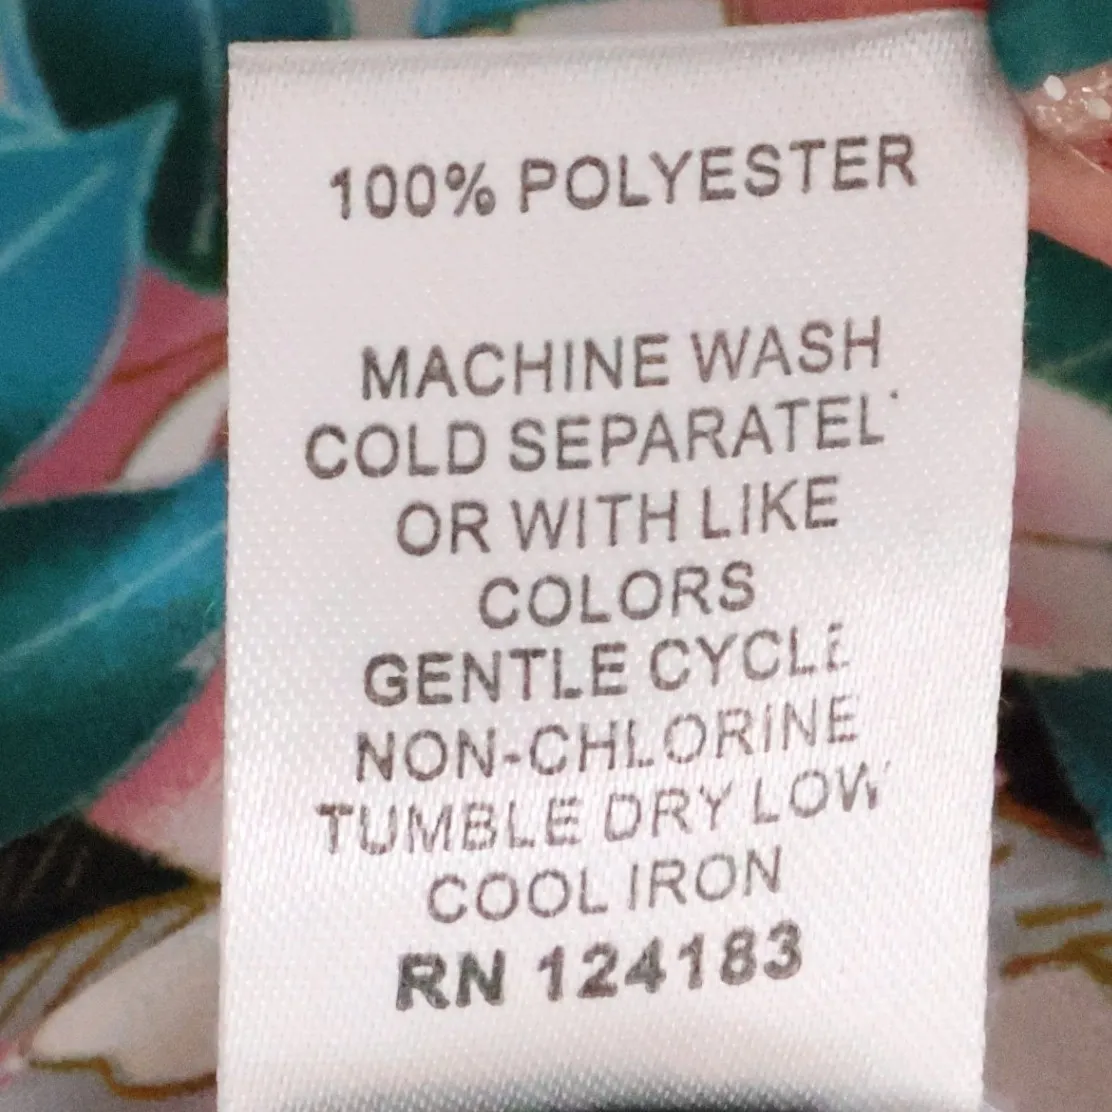 100% POLYESTER
MACHINE WASH
COLD SEPARATELY
OR WITH LIKE
COLORS
GENTLE CYCLE
NON-CHLORINE
TUMBLE DRY LOW
COOL IRON
RN 124183